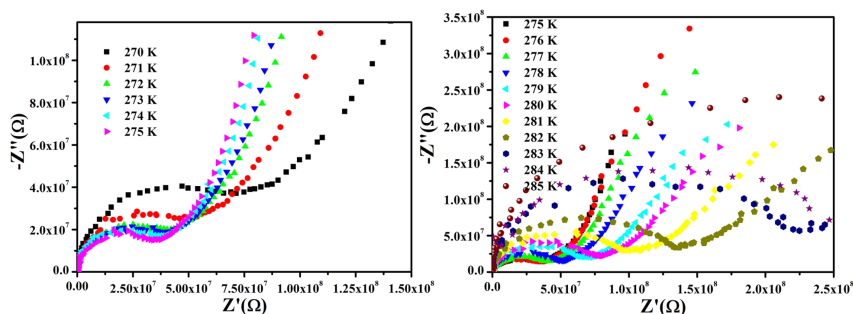 1.0x10⁸
8.0x10⁷
6.0x10⁷
4.0x10⁷
2.0x10⁷
0.0
-Z''(Ω)
270 K
271 K
272 K
273 K
274 K
275 K
0.00
2.50x10⁷
5.00x10⁷
7.50x10⁷
1.00x10⁸
1.25x10⁸
1.50x10⁸
Z'(Ω)
3.5x10⁸
3.0x10⁸
2.5x10⁸
2.0x10⁸
1.5x10⁸
1.0x10⁸
5.0x10⁷
0.0
-Z''(Ω)
275 K
276 K
277 K
278 K
279 K
280 K
281 K
282 K
283 K
284 K
285 K
0.0
5.0x10⁷
1.0x10⁸
1.5x10⁸
2.0x10⁸
2.5x10⁸
Z'(Ω)